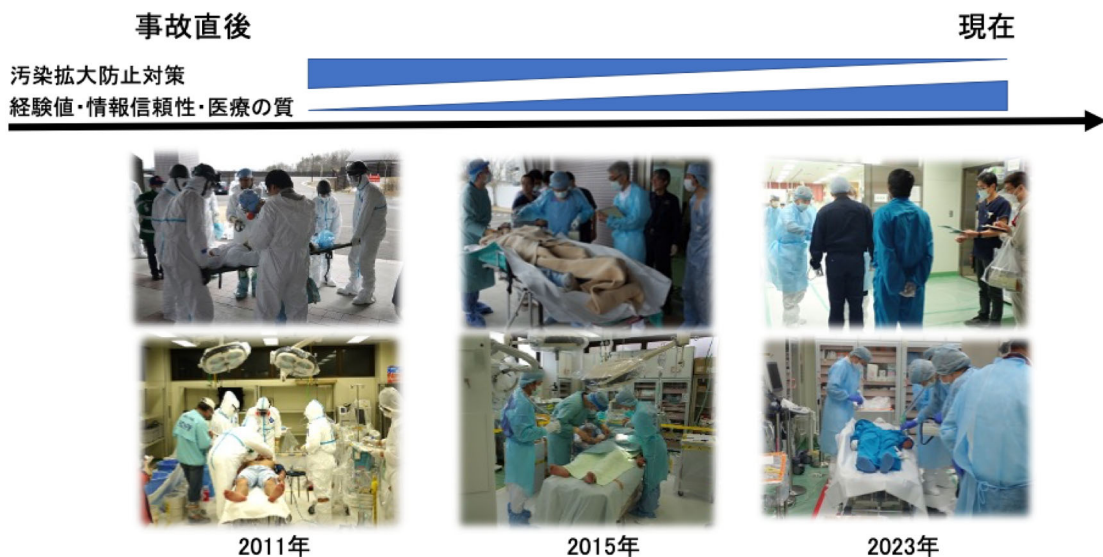 事故直後
現在
汚染拡大防止対策
経験値・情報信頼性・医療の質
2011年
2015年
2023年